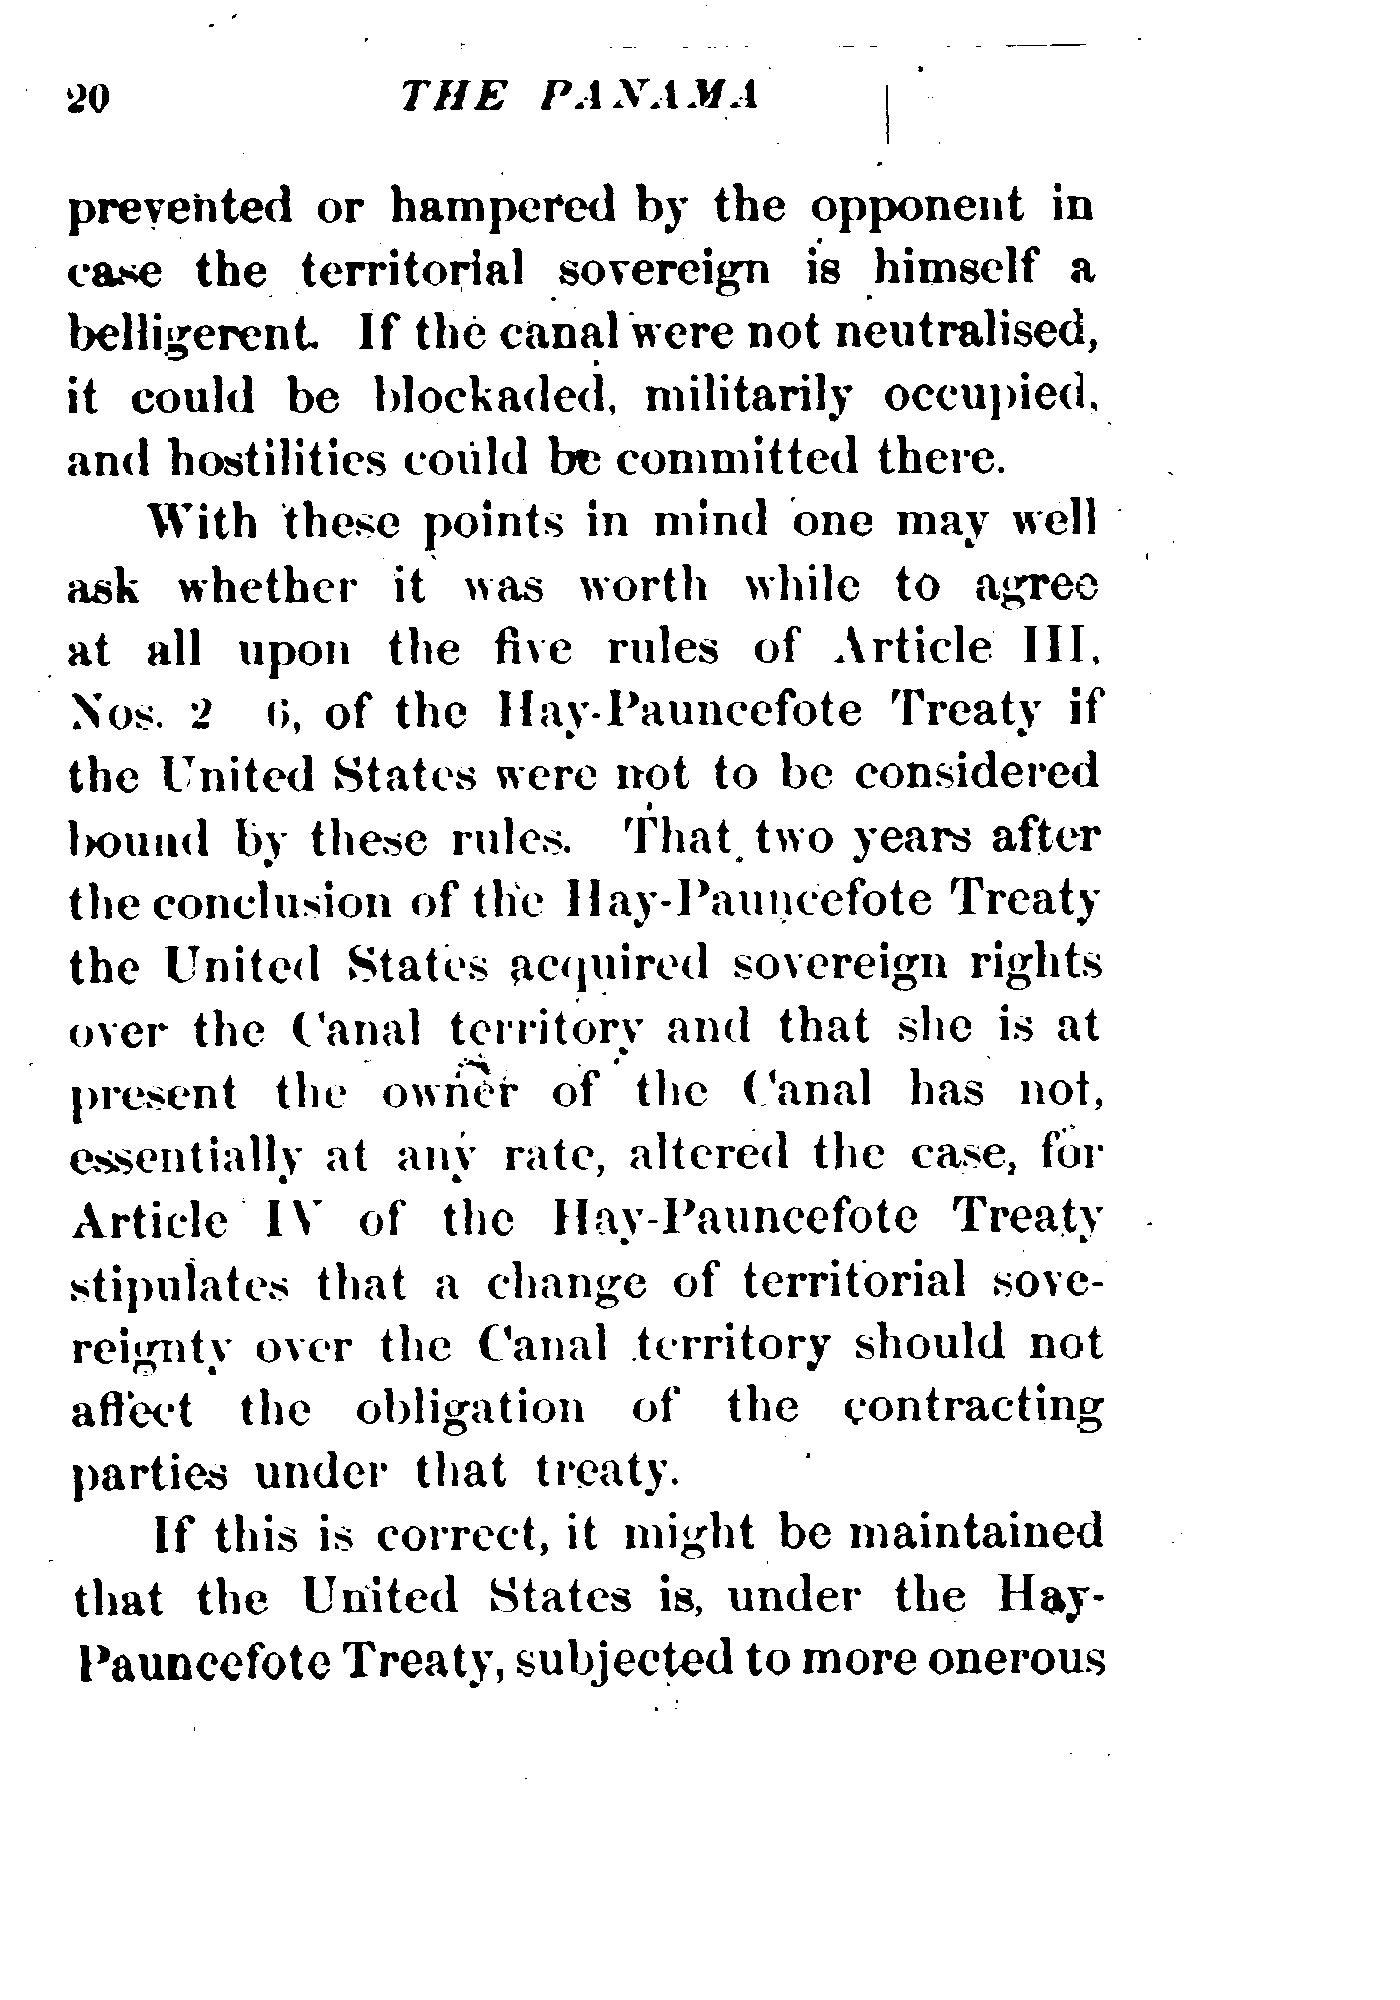 20 THE PANAMA
prevented or hampered by the opponent in
case the territorial sovereign is himself a
belligerent. If the canal were not neutralised,
it could be blockaded, militarily occupied,
and hostilities could be committed there.
With these points in mind one may well
ask whether it was worth while to agree
at all upon the five rules of Article III,
Nos. 2 6, of the Hay-Pauncefote Treaty if
the United States were not to be considered
bound by these rules. That two years after
the conclusion of the Hay-Pauncefote Treaty
the United States acquired sovereign rights
over the Canal territory and that she is at
present the owner of the Canal has not,
essentially at any rate, altered the case, for
Article IV of the Hay-Pauncefote Treaty
stipulates that a change of territorial sove-
reignty over the Canal territory should not
affect the obligation of the contracting
parties under that treaty.
If this is correct, it might be maintained
that the United States is, under the Hay-
Pauncefote Treaty, subjected to more onerous